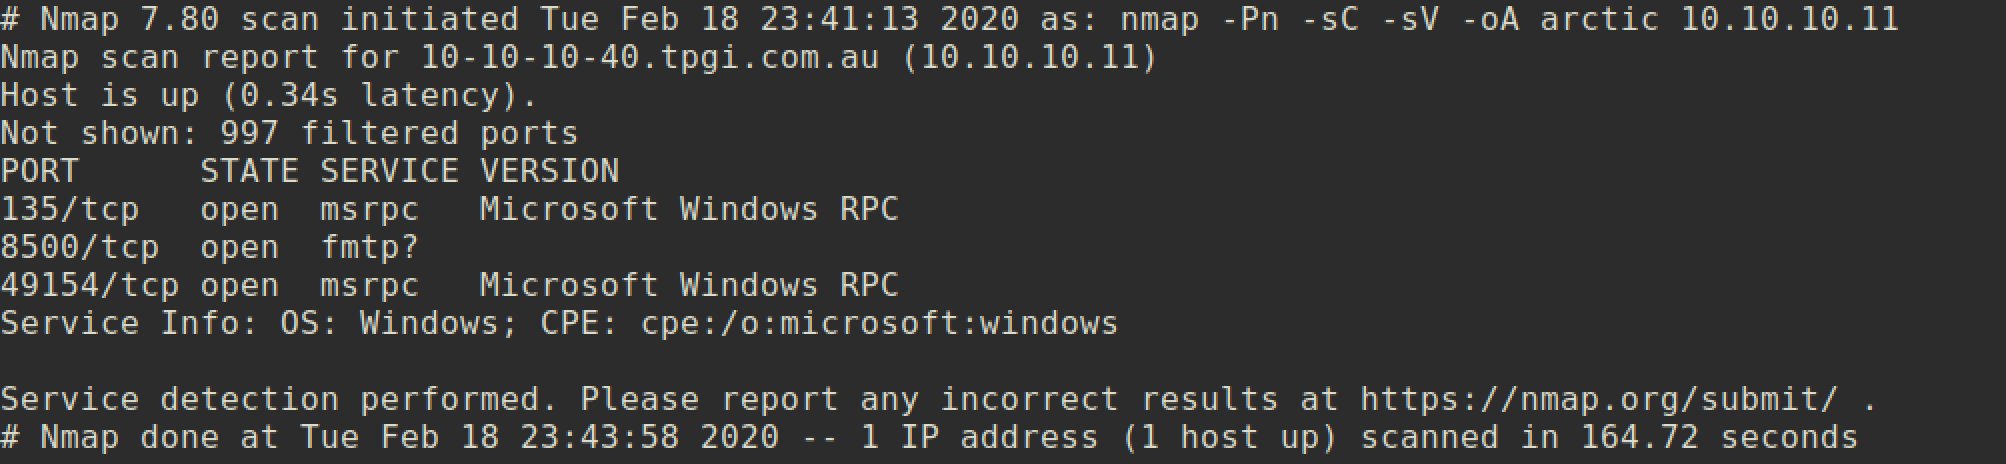 # Nmap 7.80 scan initiated Tue Feb 18 23:41:13 2020 as: nmap -Pn -sC -sV -oA arctic 10.10.10.11
Nmap scan report for 10-10-10-40.tpgi.com.au (10.10.10.11)
Host is up (0.34s latency).
Not shown: 997 filtered ports
PORT      STATE SERVICE VERSION
135/tcp   open  msrpc   Microsoft Windows RPC
8500/tcp  open  fmtp?
49154/tcp open  msrpc   Microsoft Windows RPC
Service Info: OS: Windows; CPE: cpe:/o:microsoft:windows

Service detection performed. Please report any incorrect results at https://nmap.org/submit/ .
# Nmap done at Tue Feb 18 23:43:58 2020 -- 1 IP address (1 host up) scanned in 164.72 seconds